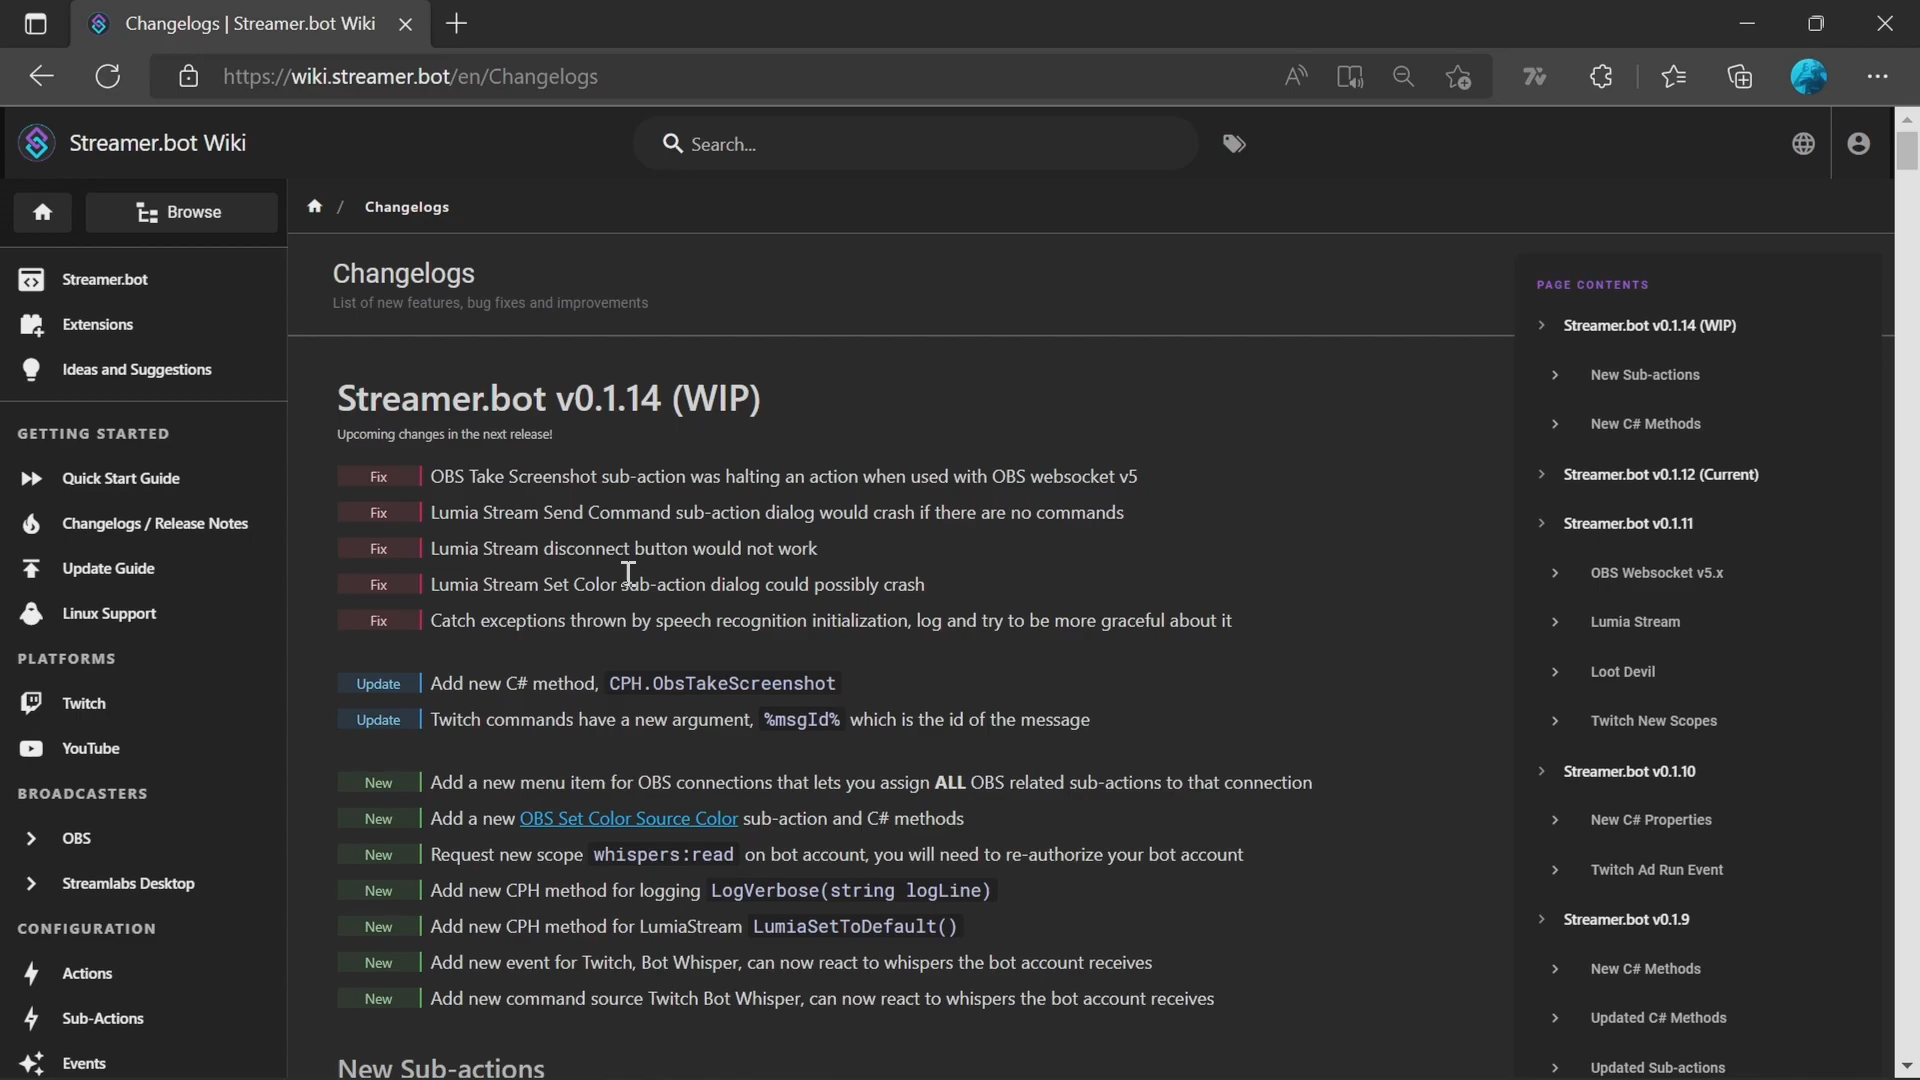 Changelogs | Streamer.bot Wiki
https://wiki.streamer.bot/en/Changelogs
Streamer.bot Wiki
Search...
Browse
Changelogs
Streamer.bot
Extensions
Ideas and Suggestions
GETTING STARTED
Quick Start Guide
Changelogs / Release Notes
Update Guide
Linux Support
PLATFORMS
Twitch
YouTube
BROADCASTERS
OBS
Streamlabs Desktop
CONFIGURATION
Actions
Sub-Actions
Events
Changelogs
List of new features, bug fixes and improvements
Streamer.bot v0.1.14 (WIP)
Upcoming changes in the next release!
Fix OBS Take Screenshot sub-action was halting an action when used with OBS websocket v5
Fix Lumia Stream Send Command sub-action dialog would crash if there are no commands
Fix Lumia Stream disconnect button would not work
Fix Lumia Stream Set Color sub-action dialog could possibly crash
Fix Catch exceptions thrown by speech recognition initialization, log and try to be more graceful about it
Update Add new C# method, CPH.ObsTakeScreenshot
Update Twitch commands have a new argument, %msgId% which is the id of the message
New Add a new menu item for OBS connections that lets you assign ALL OBS related sub-actions to that connection
New Add a new OBS Set Color Source Color sub-action and C# methods
New Request new scope whispers:read on bot account, you will need to re-authorize your bot account
New Add new CPH method for logging LogVerbose(string logLine)
New Add new CPH method for LumiaStream LumiaSetToDefault()
New Add new event for Twitch, Bot Whisper, can now react to whispers the bot account receives
New Add new command source Twitch Bot Whisper, can now react to whispers the bot account receives
New Sub-actions
PAGE CONTENTS
Streamer.bot v0.1.14 (WIP)
New Sub-actions
New C# Methods
Streamer.bot v0.1.12 (Current)
Streamer.bot v0.1.11
OBS Websocket v5.x
Lumia Stream
Loot Devil
Twitch New Scopes
Streamer.bot v0.1.10
New C# Properties
Twitch Ad Run Event
Streamer.bot v0.1.9
New C# Methods
Updated C# Methods
Updated Sub-actions